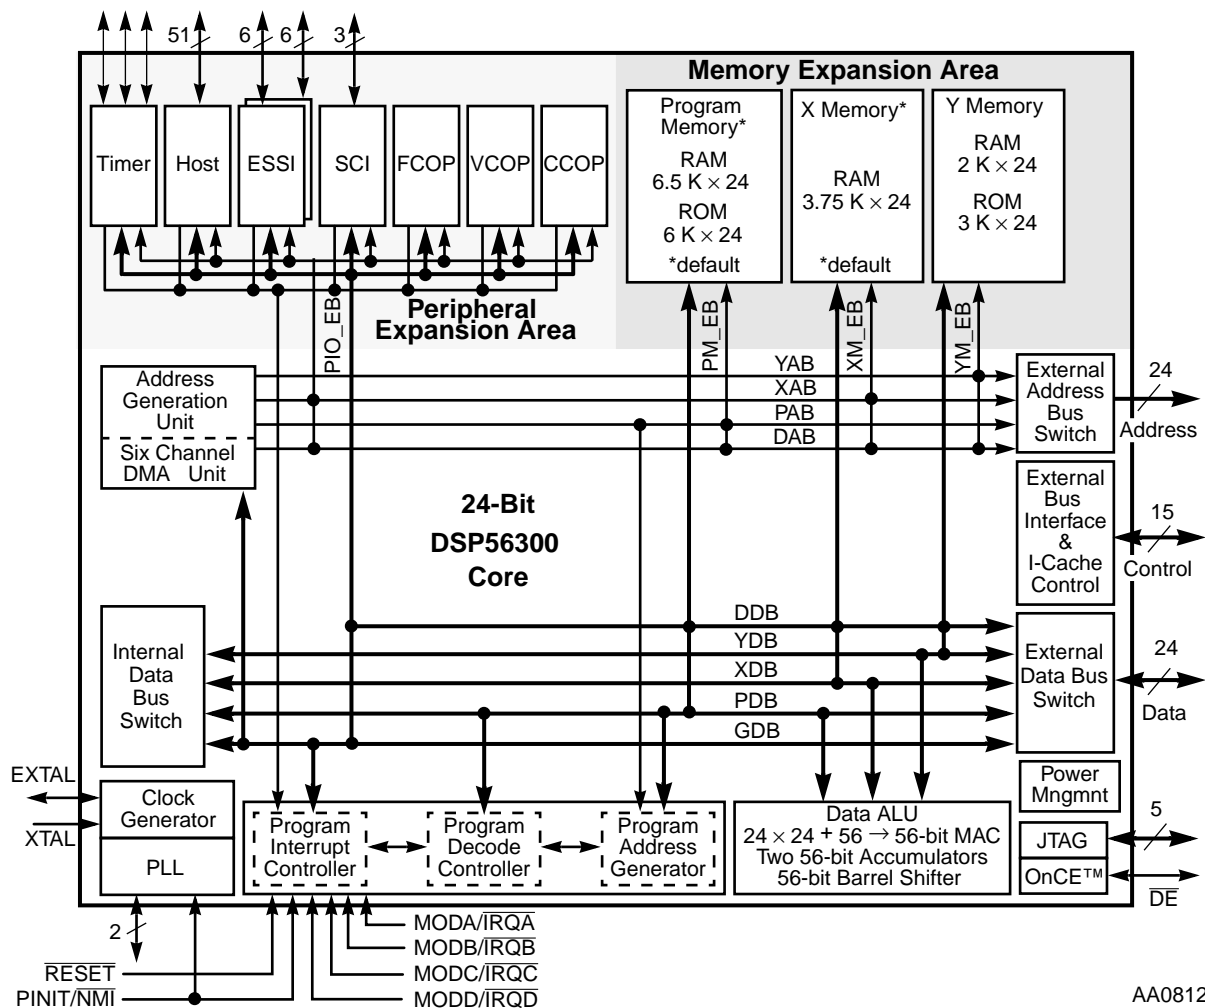 51
6
6
3
Memory Expansion Area
Timer
Host
ESSI
SCI
FCOP
VCOP
CCOP
Program
Memory*
RAM
6.5 K × 24
ROM
6 K × 24
*default
X Memory*
RAM
3.75 K × 24
*default
Y Memory
RAM
2 K × 24
ROM
3 K × 24
Peripheral
Expansion Area
PIO_EB
PM_EB
XM_EB
YM_EB
Address
Generation
Unit
Six Channel
DMA Unit
YAB
XAB
PAB
DAB
External
Address
Bus
Switch
24
Address
24-Bit
DSP56300
Core
External
Bus
Interface
&
I-Cache
Control
15
Control
Internal
Data
Bus
Switch
DDB
YDB
XDB
PDB
GDB
External
Data Bus
Switch
24
Data
EXTAL
XTAL
Clock
Generator
PLL
2
Program
Interrupt
Controller
Program
Decode
Controller
Program
Address
Generator
Data ALU
24 × 24 + 56 → 56-bit MAC
Two 56-bit Accumulators
56-bit Barrel Shifter
Power
Mngmnt
JTAG
5
OnCE™
DE
MODA/IRQA
MODB/IRQB
MODC/IRQC
MODD/IRQD
RESET
PINIT/NMI
AA0812